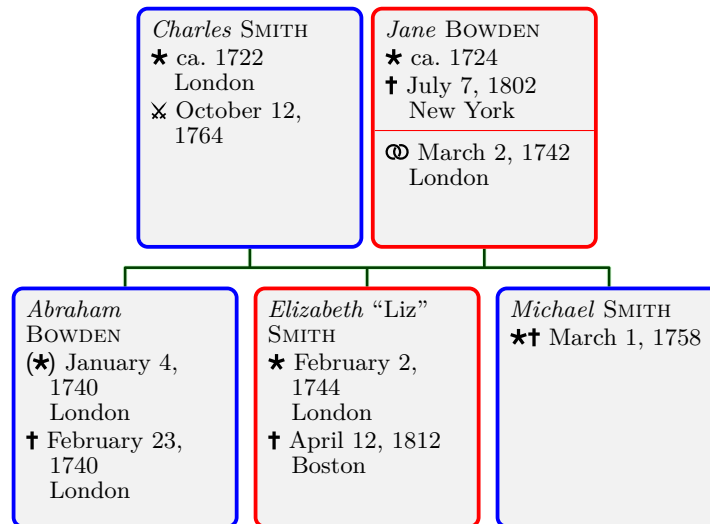 Charles SMITH
* ca. 1722
London
⚔ October 12,
1764
Jane BOWDEN
* ca. 1724
† July 7, 1802
New York
⚭ March 2, 1742
London
Abraham
BOWDEN
(*) January 4,
1740
London
† February 23,
1740
London
Elizabeth “Liz”
SMITH
* February 2,
1744
London
† April 12, 1812
Boston
Michael SMITH
*† March 1, 1758